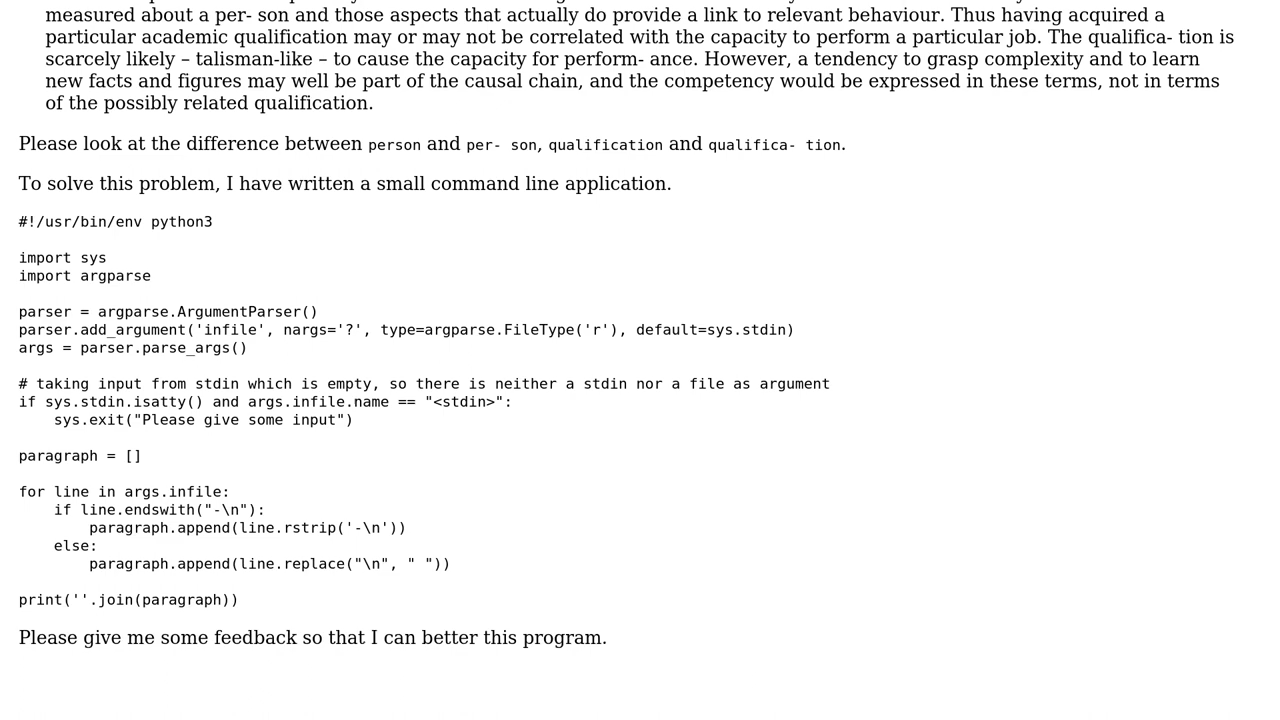 measured about a per- son and those aspects that actually do provide a link to relevant behaviour. Thus having acquired a
particular academic qualification may or may not be correlated with the capacity to perform a particular job. The qualifica- tion is
scarcely likely – talisman-like – to cause the capacity for perform- ance. However, a tendency to grasp complexity and to learn
new facts and figures may well be part of the causal chain, and the competency would be expressed in these terms, not in terms
of the possibly related qualification.
Please look at the difference between person and per- son, qualification and qualifica- tion.
To solve this problem, I have written a small command line application.
#!/usr/bin/env python3
import sys
import argparse
parser = argparse.ArgumentParser()
parser.add_argument('infile', nargs='?', type=argparse.FileType('r'), default=sys.stdin)
args = parser.parse_args()
# taking input from stdin which is empty, so there is neither a stdin nor a file as argument
if sys.stdin.isatty() and args.infile.name == "<stdin>":
    sys.exit("Please give some input")
paragraph = []
for line in args.infile:
    if line.endswith("-\n"):
        paragraph.append(line.rstrip('-\n'))
    else:
        paragraph.append(line.replace("\n", " "))
print(''.join(paragraph))
Please give me some feedback so that I can better this program.